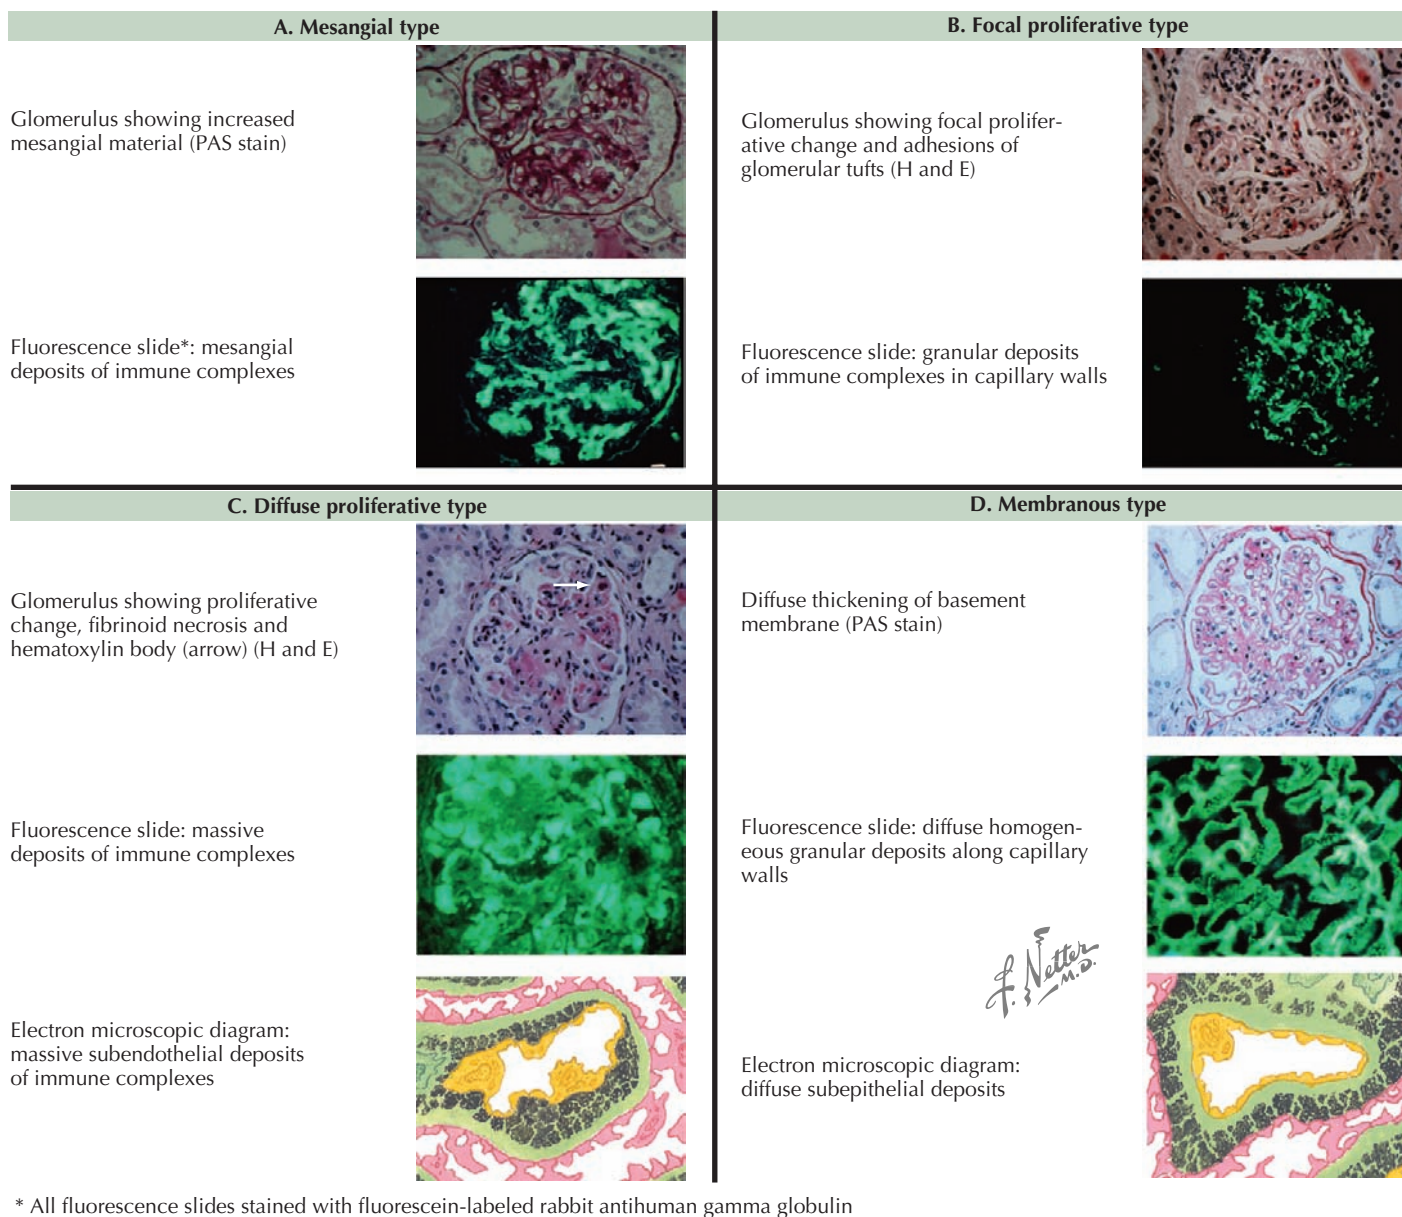 A. Mesangial type
Glomerulus showing increased
mesangial material (PAS stain)
Fluorescence slide*: mesangial
deposits of immune complexes
B. Focal proliferative type
Glomerulus showing focal prolifer-
ative change and adhesions of
glomerular tufts (H and E)
Fluorescence slide: granular deposits
of immune complexes in capillary walls
C. Diffuse proliferative type
Glomerulus showing proliferative
change, fibrinoid necrosis and
hematoxylin body (arrow) (H and E)
Fluorescence slide: massive
deposits of immune complexes
Electron microscopic diagram:
massive subendothelial deposits
of immune complexes
D. Membranous type
Diffuse thickening of basement
membrane (PAS stain)
Fluorescence slide: diffuse homogen-
eous granular deposits along capillary
walls
F. Netter
M.D.
Electron microscopic diagram:
diffuse subepithelial deposits
* All fluorescence slides stained with fluorescein-labeled rabbit antihuman gamma globulin